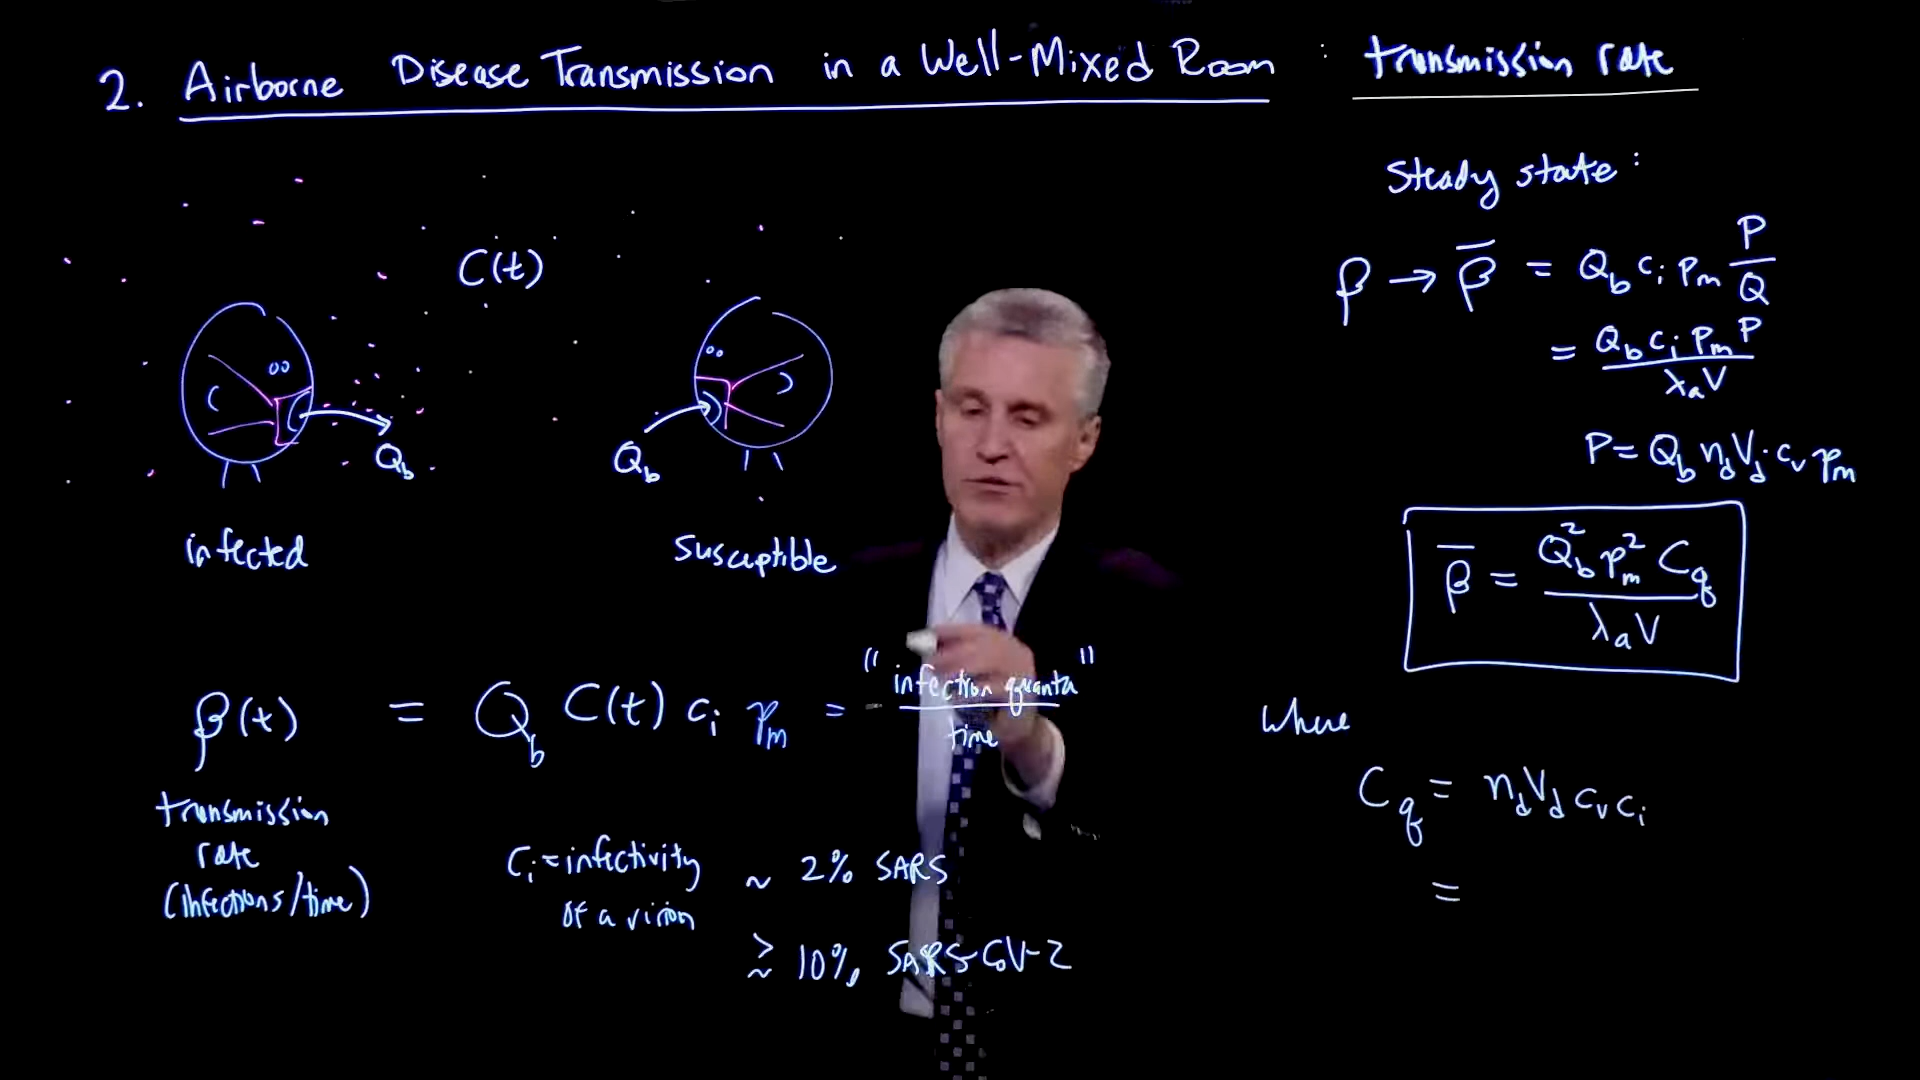 2. Airborne Disease Transmission in a Well-Mixed Room : transmission rate
C(t)
Q_b
infected
Q_b
susceptible
β(t) = Q_b C(t) c_i p_m = "infection quanta" / time
transmission
rate
(infections/time)
c_i = infectivity
of a virion
~ 2% SARS
≳ 10% SARS-CoV-2
Steady state:
β → β̄ = Q_b c_i p_m P/Q
= Q_b c_i p_m P / λ_a V
P = Q_b n_d V_d c_v p_m
β̄ = Q_b² p_m² C_q / λ_a V
where
C_q = n_d V_d c_v c_i
=